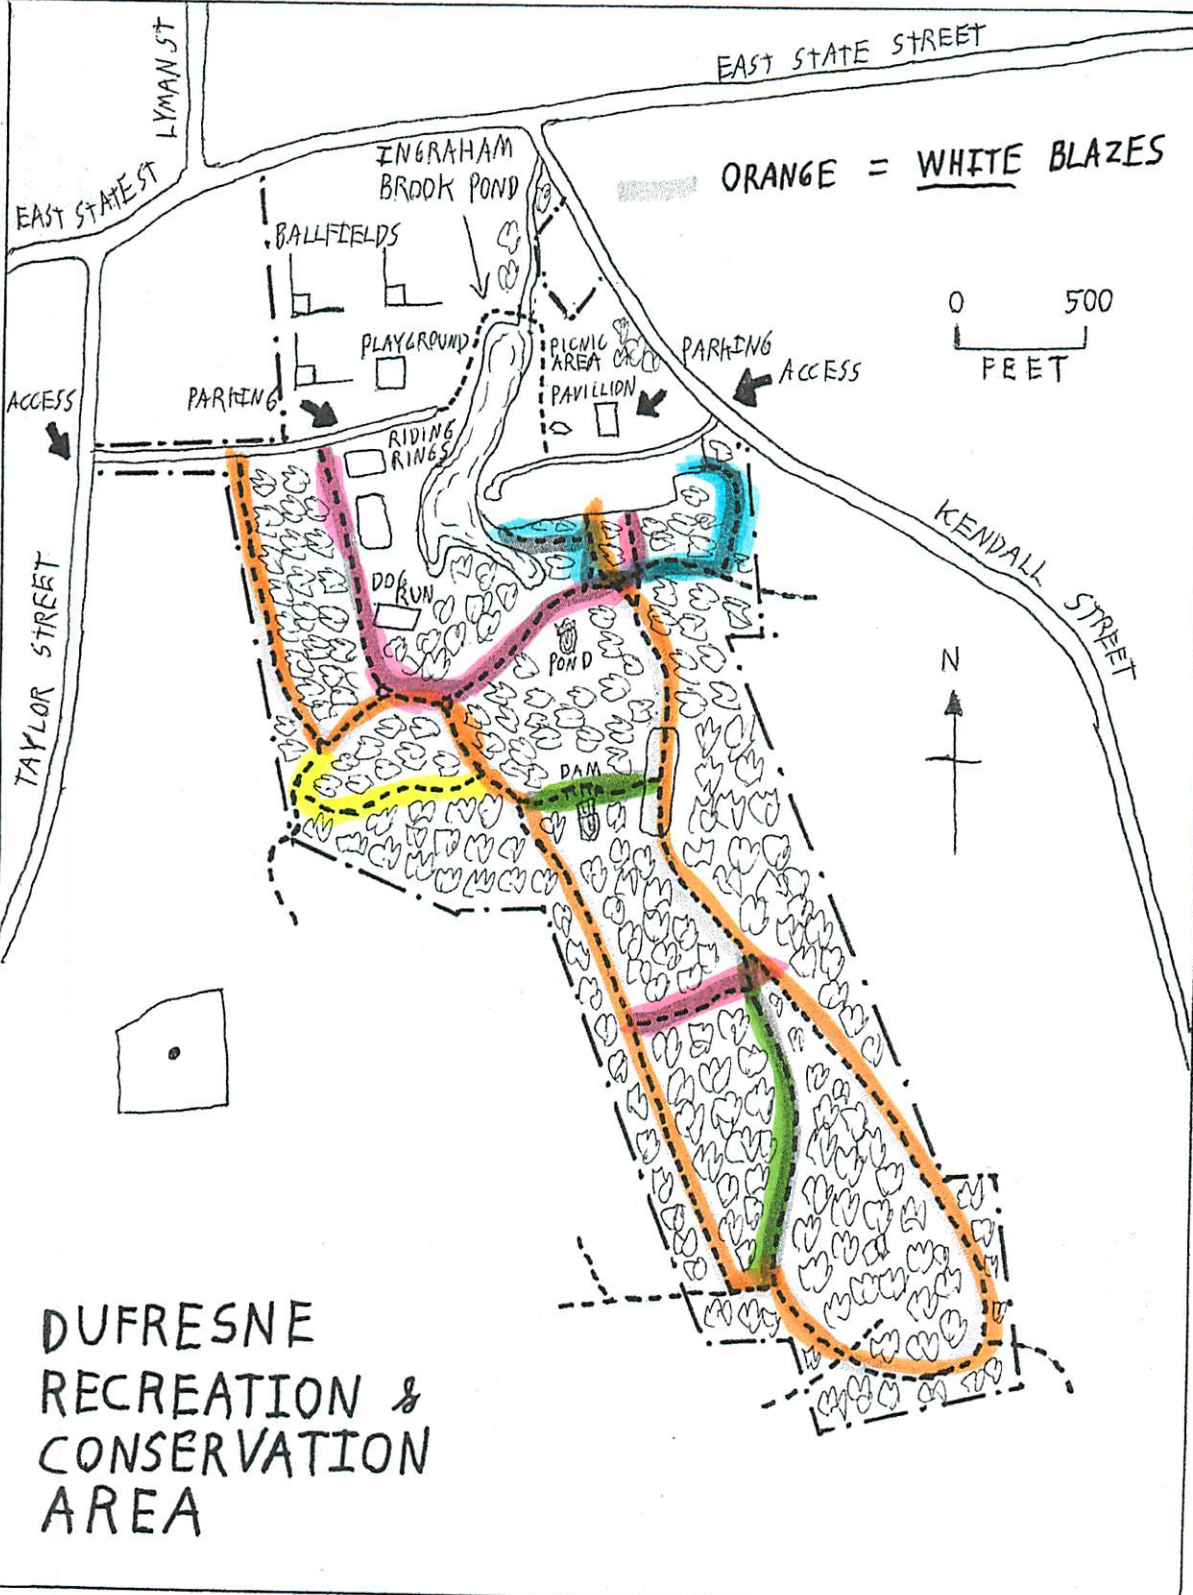 LYMAN ST
EAST STATE STREET
EAST STATE ST
INGRAHAM
BROOK POND
ORANGE = WHITE BLAZES
BALLFIELDS
0 500
FEET
PLAYGROUND
PICNIC
AREA
PARKING
ACCESS
PAVILLION
ACCESS
PARKING
RIDING
RINGS
KENDALL STREET
TAYLOR STREET
DOG
RUN
POND
N
DAM
DUFRESNE
RECREATION &
CONSERVATION
AREA